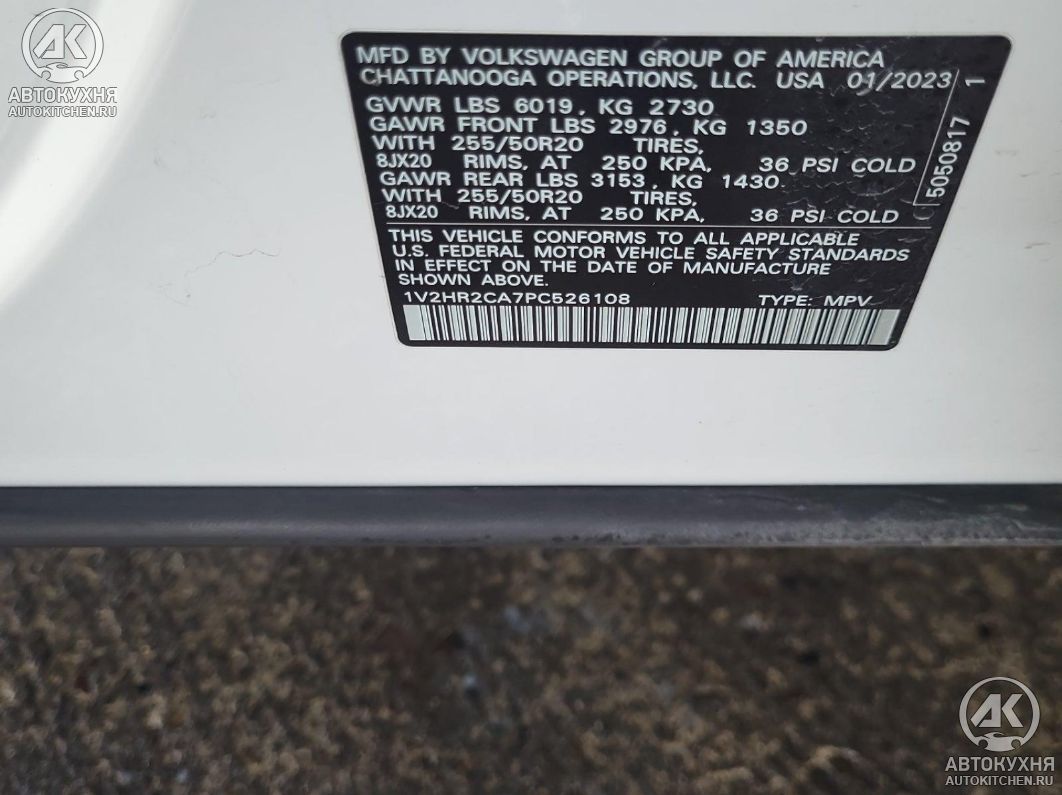 AK
АВТОКУХНЯ
AUTOKITCHEN.RU
MFD BY VOLKSWAGEN GROUP OF AMERICA
CHATTANOOGA OPERATIONS, LLC. USA 01/2023
GVWR LBS 6019, KG 2730
GAWR FRONT LBS 2976, KG 1350
WITH 255/50R20 TIRES,
8JX20 RIMS, AT 250 KPA, 36 PSI COLD
GAWR REAR LBS 3153, KG 1430
WITH 255/50R20 TIRES,
8JX20 RIMS, AT 250 KPA, 36 PSI COLD
THIS VEHICLE CONFORMS TO ALL APPLICABLE
U.S. FEDERAL MOTOR VEHICLE SAFETY STANDARDS
IN EFFECT ON THE DATE OF MANUFACTURE
SHOWN ABOVE.
1V2HR2CA7PC526108 TYPE: MPV
5050817 1
AK
АВТОКУХНЯ
AUTOKITCHEN.RU